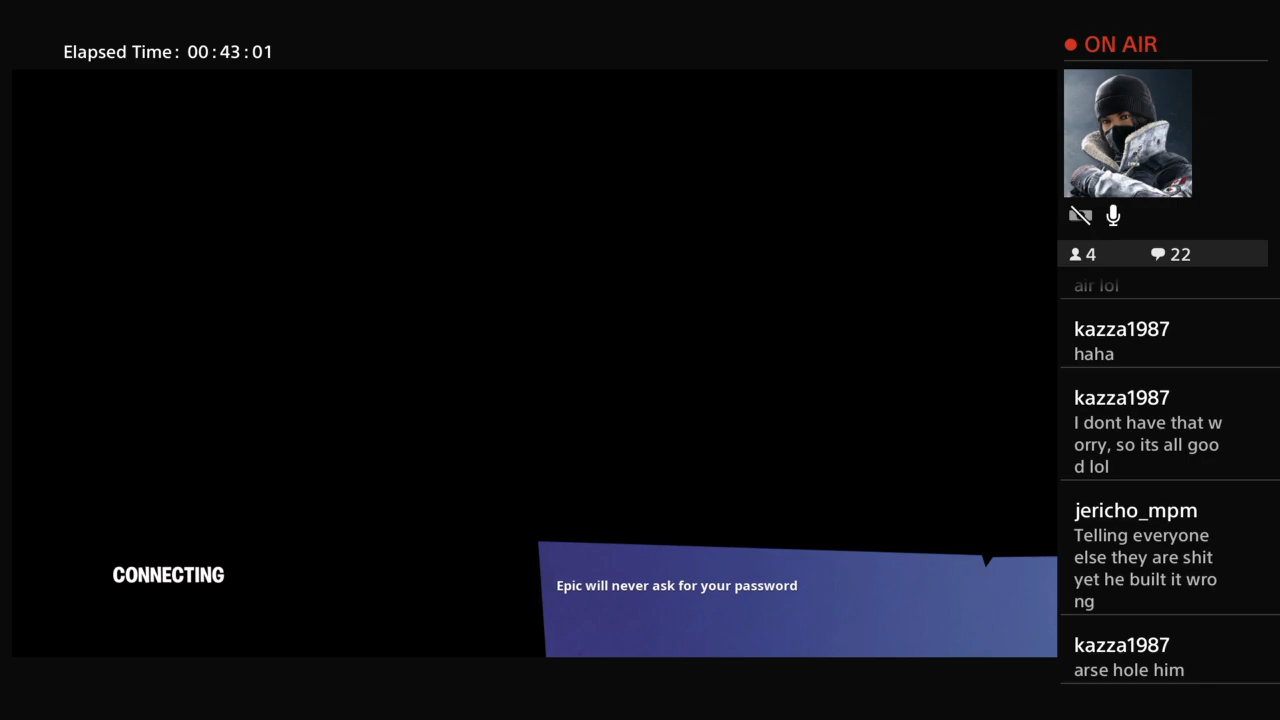 Elapsed Time: 00:43:01
ON AIR
4 22
air lol
kazza1987
haha
kazza1987
I dont have that w
orry, so its all goo
d lol
jericho_mpm
Telling everyone
else they are shit
yet he built it wro
ng
kazza1987
arse hole him
CONNECTING
Epic will never ask for your password